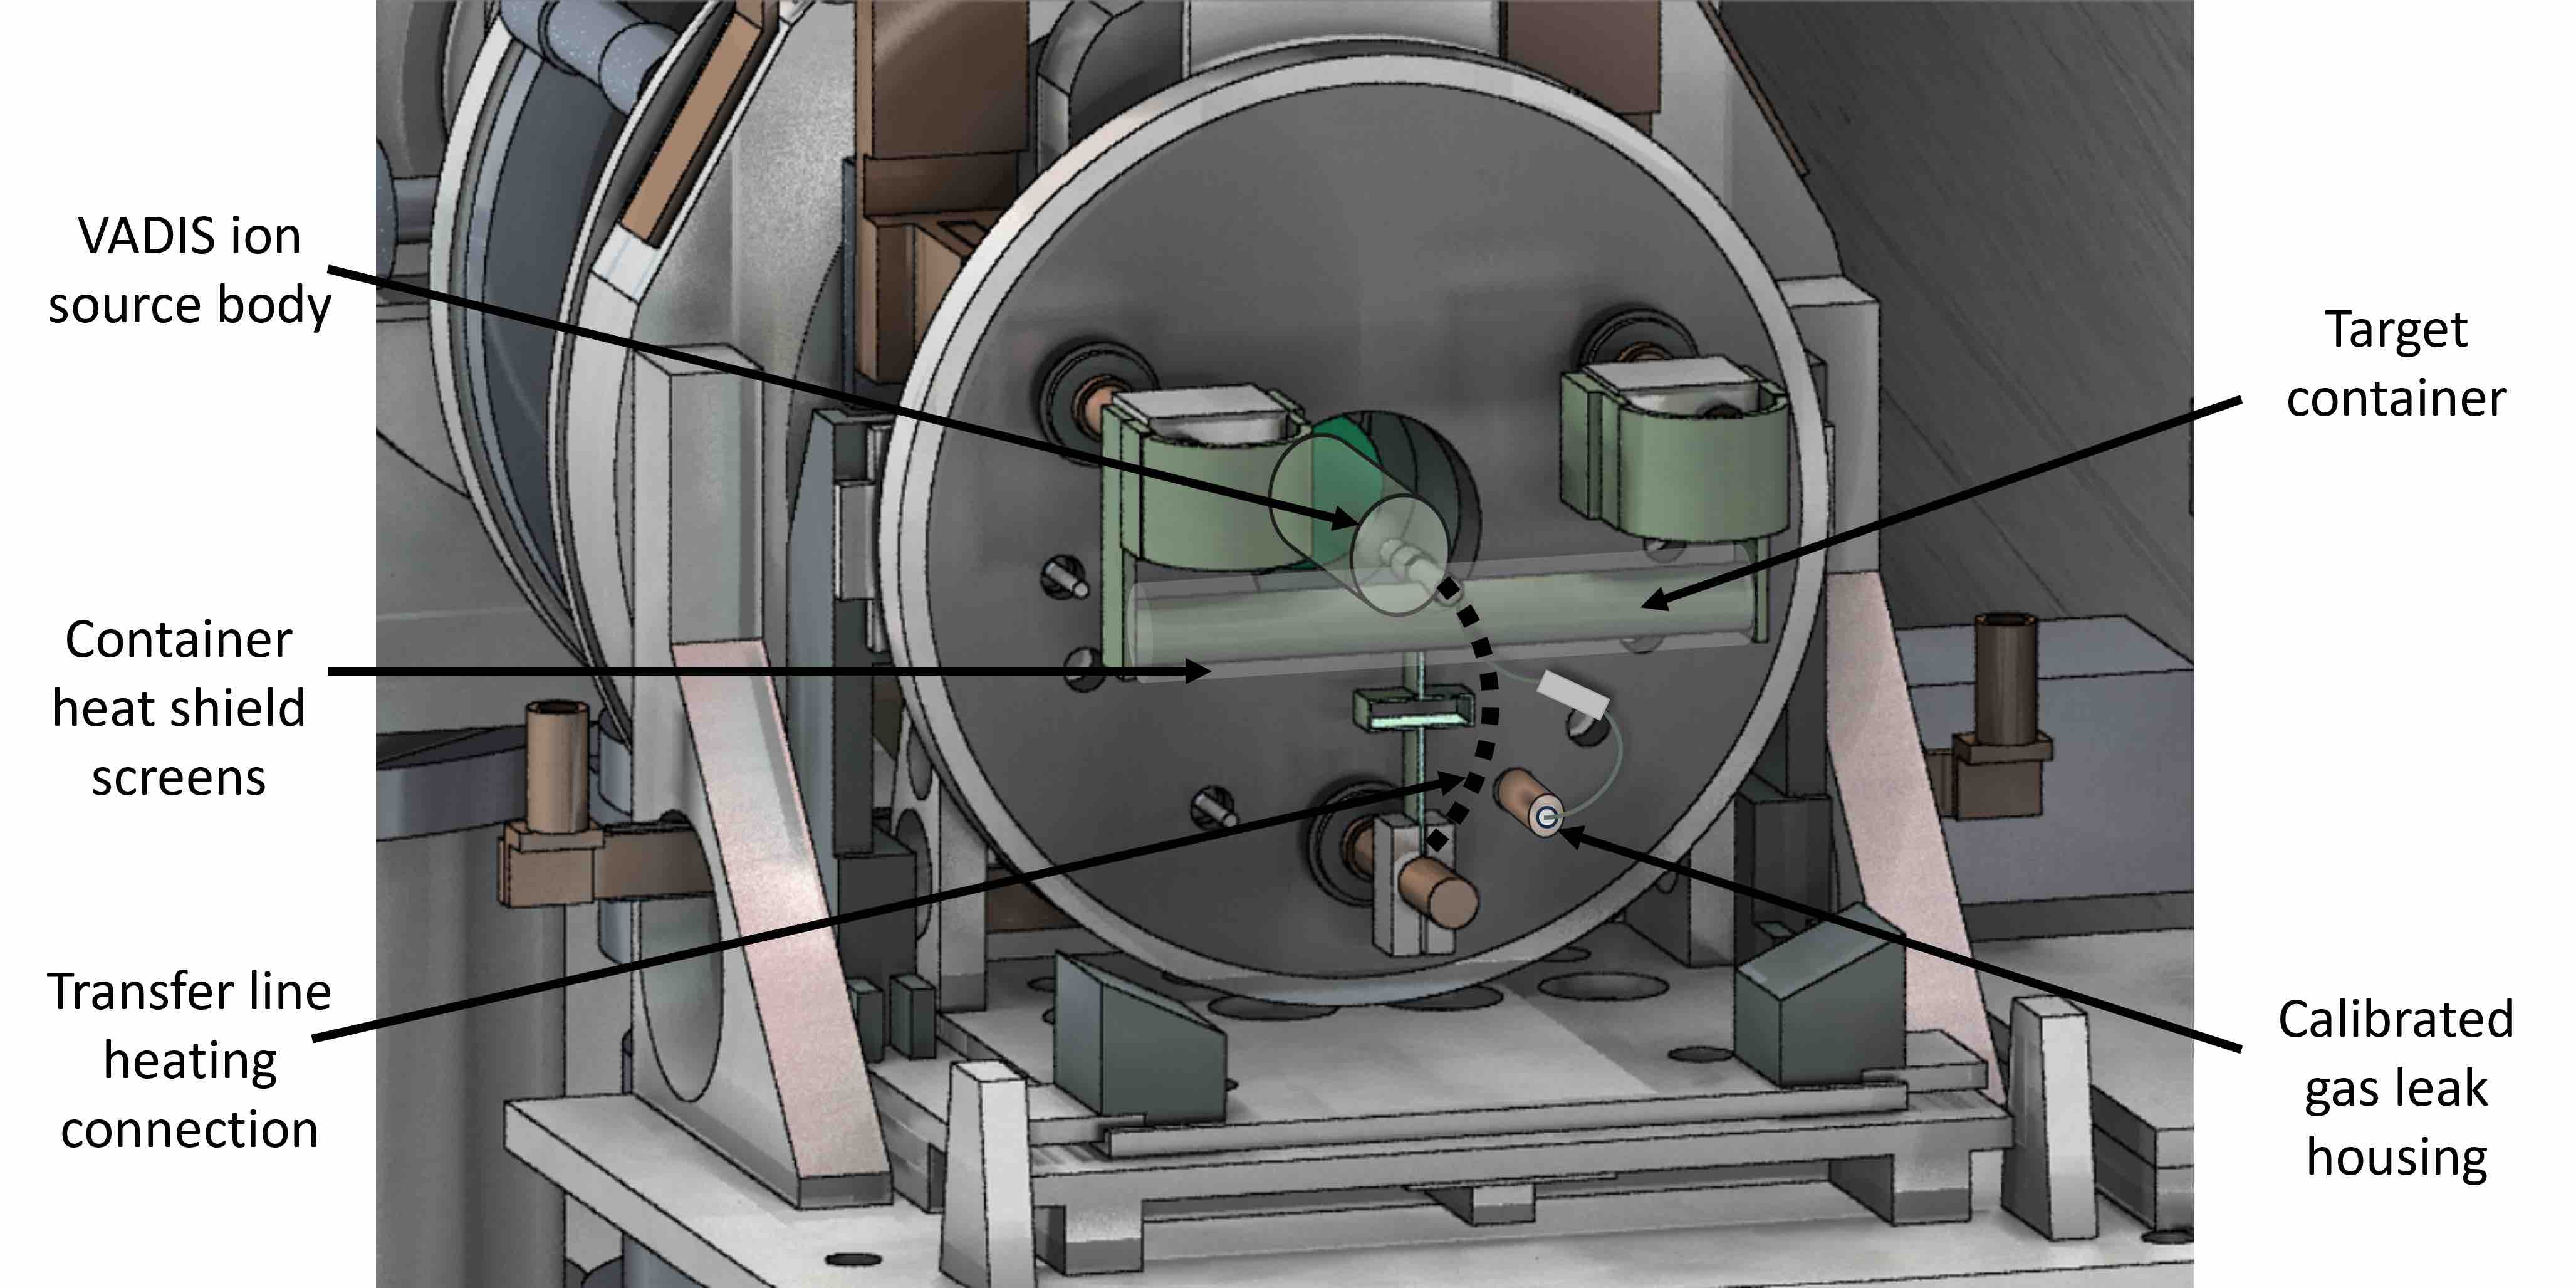 VADIS ion
source body
Container
heat shield
screens
Transfer line
heating
connection
Target
container
Calibrated
gas leak
housing